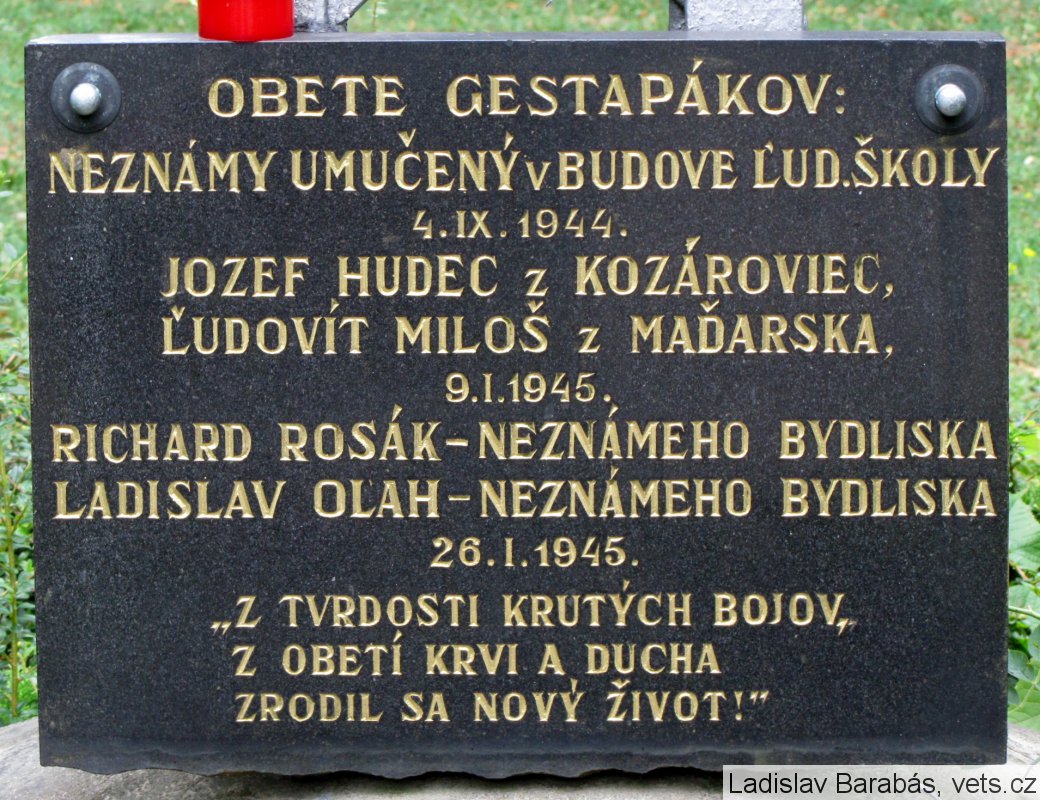 OBETE GESTAPÁKOV:
NEZNÁMY UMUČENÝ v BUDOVE ĽUD. ŠKOLY
4. IX. 1944.
JOZEF HUDEC z KOZÁROVIEC,
ĽUDOVÍT MILOŠ z MAĎARSKA,
9. I. 1945.
RICHARD ROSÁK – NEZNÁMEHO BYDLISKA
LADISLAV OLAH – NEZNÁMEHO BYDLISKA
26. I. 1945.
„Z TVRDOSTI KRUTÝCH BOJOV„
Z OBETÍ KRVI A DUCHA
ZRODIL SA NOVÝ ŽIVOT!”
Ladislav Barabás, vets.cz